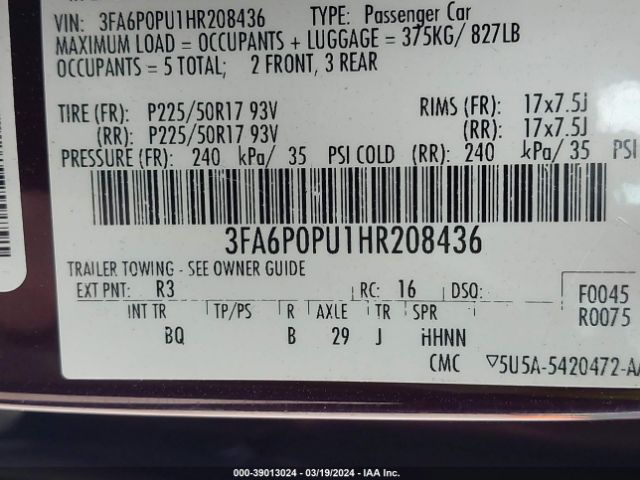 VIN: 3FA6P0PU1HR208436 TYPE: Passenger Car
MAXIMUM LOAD = OCCUPANTS + LUGGAGE = 375KG/ 827LB
OCCUPANTS = 5 TOTAL; 2 FRONT, 3 REAR
TIRE (FR): P225/50R17 93V RIMS (FR): 17x7.5j
(RR): P225/50R17 93V (RR): 17x7.5J
PRESSURE (FR): 240 kPa/ 35 PSI COLD (RR): 240 kPa/ 35 PSI
3FA6P0PU1HR208436
TRAILER TOWING - SEE OWNER GUIDE
EXT PNT: R3 RC: 16 DSO: F0045
INT TR TP/PS R AXLE TR SPR R0075
BQ B 29 J HHNN
CMC ▽5U5A-5420472-AA
000-39013024 - 03/19/2024 - IAA Inc.